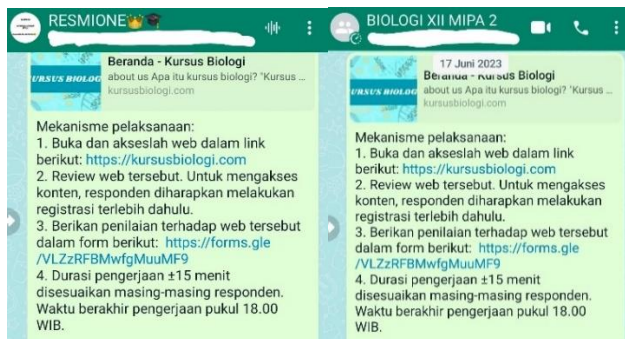 RESMIONE👑🎓
Beranda - Kursus Biologi
URSUS BIOLOG
about us Apa itu kursus biologi? "Kursus ...
kursusbiologi.com
Mekanisme pelaksanaan:
1. Buka dan akseslah web dalam link
berikut: https://kursusbiologi.com
2. Review web tersebut. Untuk mengakses
konten, responden diharapkan melakukan
registrasi terlebih dahulu.
3. Berikan penilaian terhadap web tersebut
dalam form berikut: https://forms.gle
/VLZzRFBMwfgMuuMF9
4. Durasi pengerjaan ±15 menit
disesuaikan masing-masing responden.
Waktu berakhir pengerjaan pukul 18.00
WIB.
BIOLOGI XII MIPA 2
17 Juni 2023
Beranda - Kursus Biologi
URSUS BIOLOG
about us Apa itu kursus biologi? "Kursus ...
kursusbiologi.com
Mekanisme pelaksanaan:
1. Buka dan akseslah web dalam link
berikut: https://kursusbiologi.com
2. Review web tersebut. Untuk mengakses
konten, responden diharapkan melakukan
registrasi terlebih dahulu.
3. Berikan penilaian terhadap web tersebut
dalam form berikut: https://forms.gle
/VLZzRFBMwfgMuuMF9
4. Durasi pengerjaan ±15 menit
disesuaikan masing-masing responden.
Waktu berakhir pengerjaan pukul 18.00
WIB.